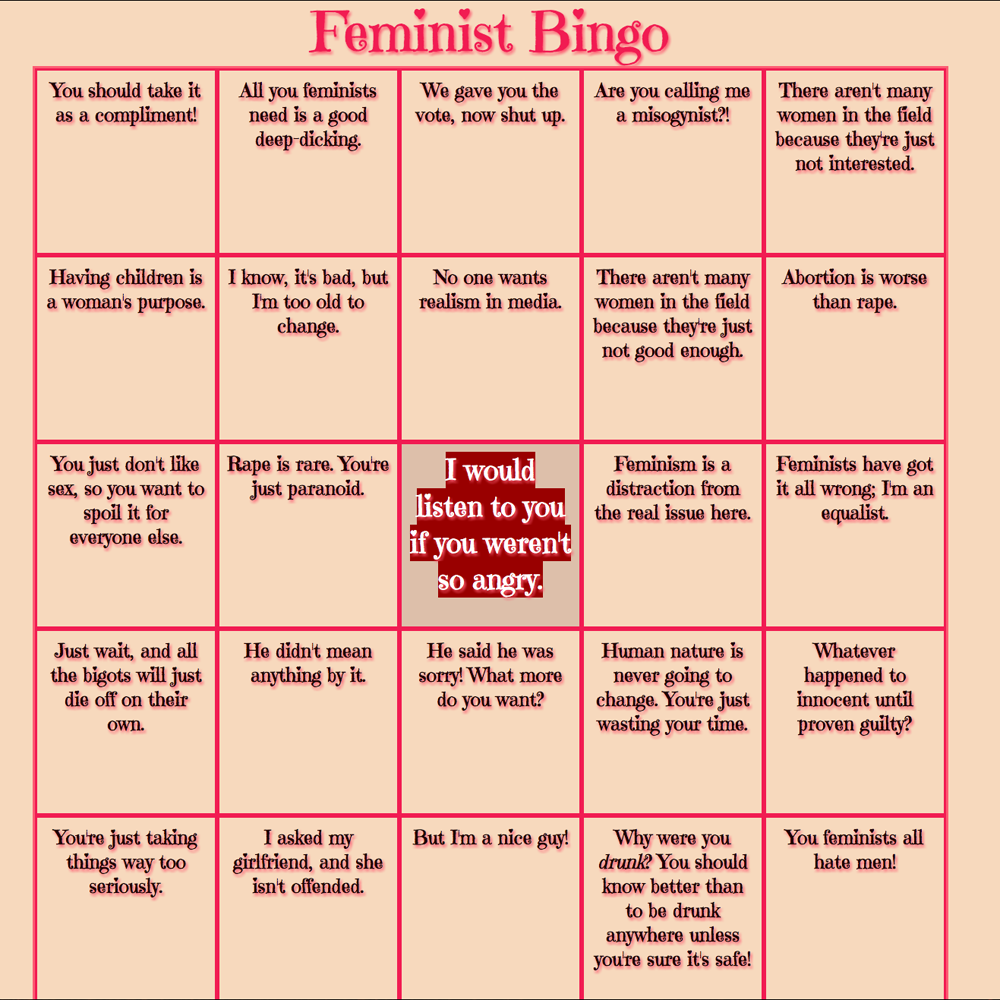 Feminist Bingo
You should take it
as a compliment!
All you feminists
need is a good
deep-dicking.
We gave you the
vote, now shut up.
Are you calling me
a misogynist?!
There aren't many
women in the field
because they're just
not interested.
Having children is
a woman's purpose.
I know, it's bad, but
I'm too old to
change.
No one wants
realism in media.
There aren't many
women in the field
because they're just
not good enough.
Abortion is worse
than rape.
You just don't like
sex, so you want to
spoil it for
everyone else.
Rape is rare. You're
just paranoid.
I would
listen to you
if you weren't
so angry.
Feminism is a
distraction from
the real issue here.
Feminists have got
it all wrong; I'm an
equalist.
Just wait, and all
the bigots will just
die off on their
own.
He didn't mean
anything by it.
He said he was
sorry! What more
do you want?
Human nature is
never going to
change. You're just
wasting your time.
Whatever
happened to
innocent until
proven guilty?
You're just taking
things way too
seriously.
I asked my
girlfriend, and she
isn't offended.
But I'm a nice guy!
Why were you
drunk? You should
know better than
to be drunk
anywhere unless
you're sure it's safe!
You feminists all
hate men!